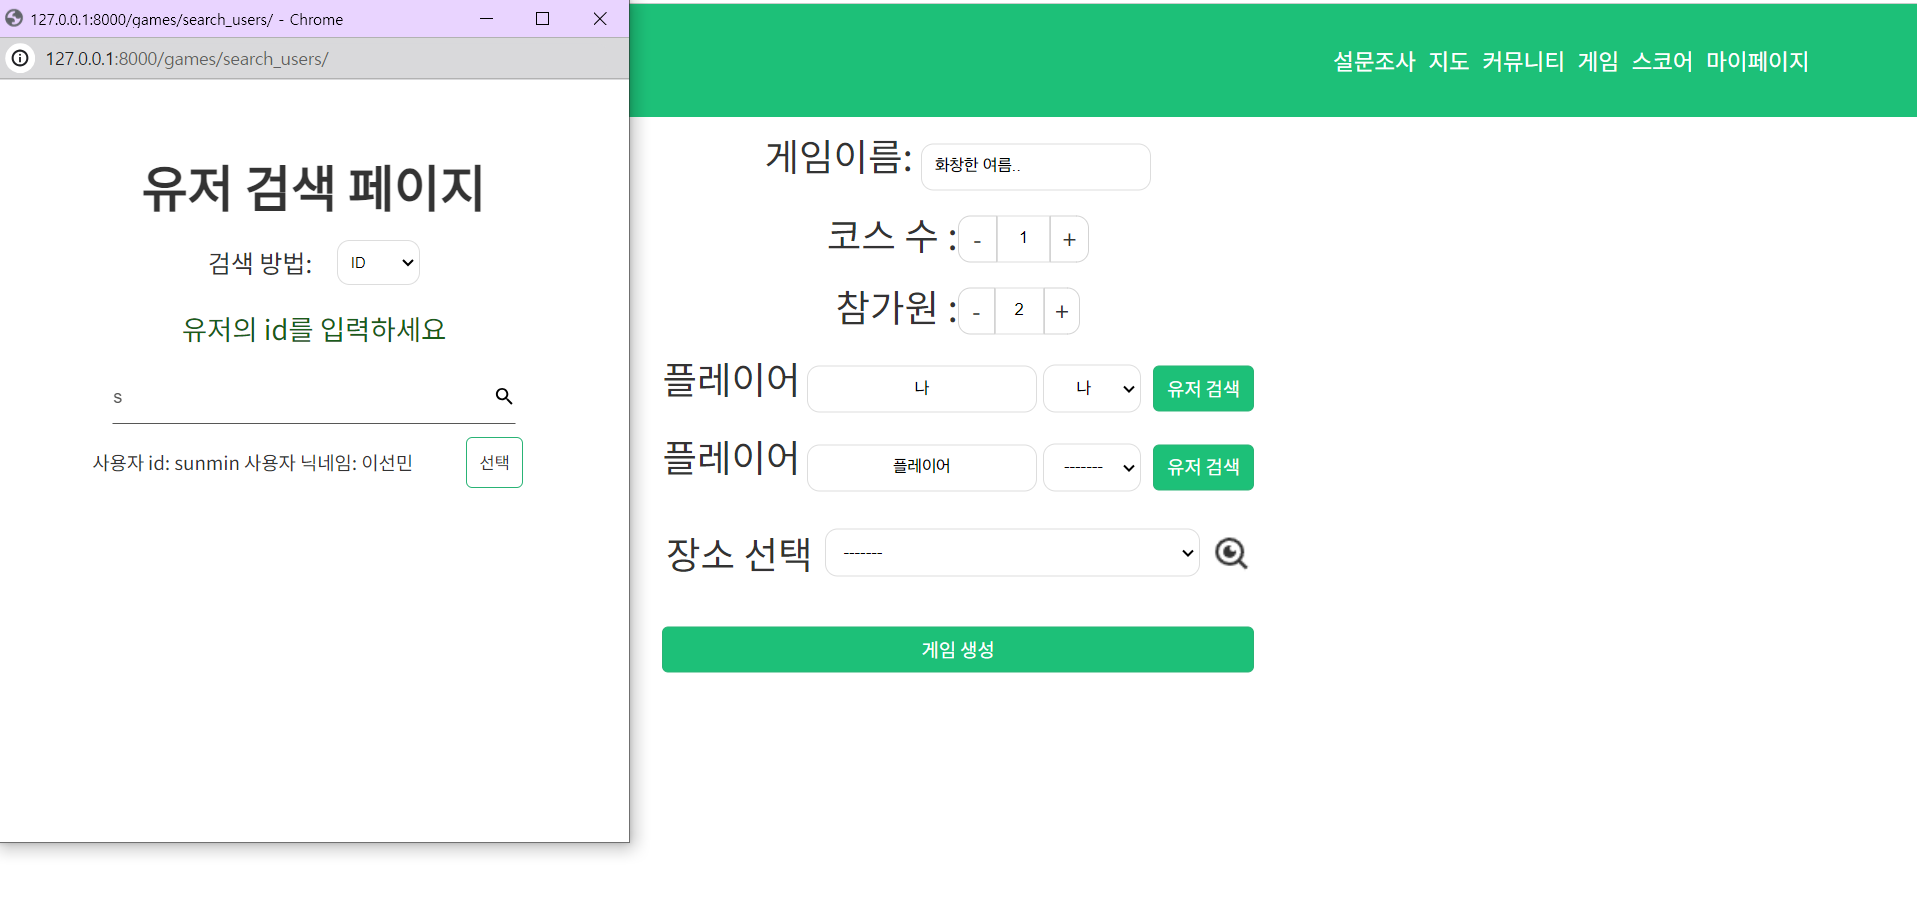 127.0.0.1:8000/games/search_users/ - Chrome
127.0.0.1:8000/games/search_users/
유저 검색 페이지
검색 방법: ID
유저의 id를 입력하세요
s
사용자 id: sunmin 사용자 닉네임: 이선민 선택
설문조사 지도 커뮤니티 게임 스코어 마이페이지
게임이름: 화창한 여름..
코스 수 : - 1 +
참가원 : - 2 +
플레이어 나 나 유저 검색
플레이어 플레이어 ------- 유저 검색
장소 선택 -------
게임 생성